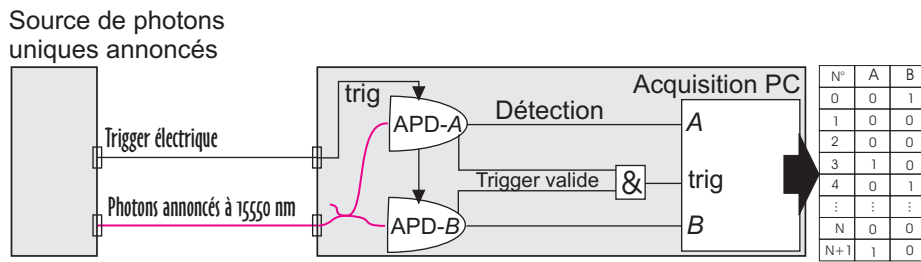 Source de photons
uniques annoncés
Trigger électrique
Photons annoncés à 15550 nm
trig
APD-A
APD-B
Détection
Trigger valide
&
Acquisition PC
A
trig
B
N° A B
0 0 1
1 0 0
2 0 0
3 1 0
4 0 1
⋮ ⋮ ⋮
N 0 0
N+1 1 0